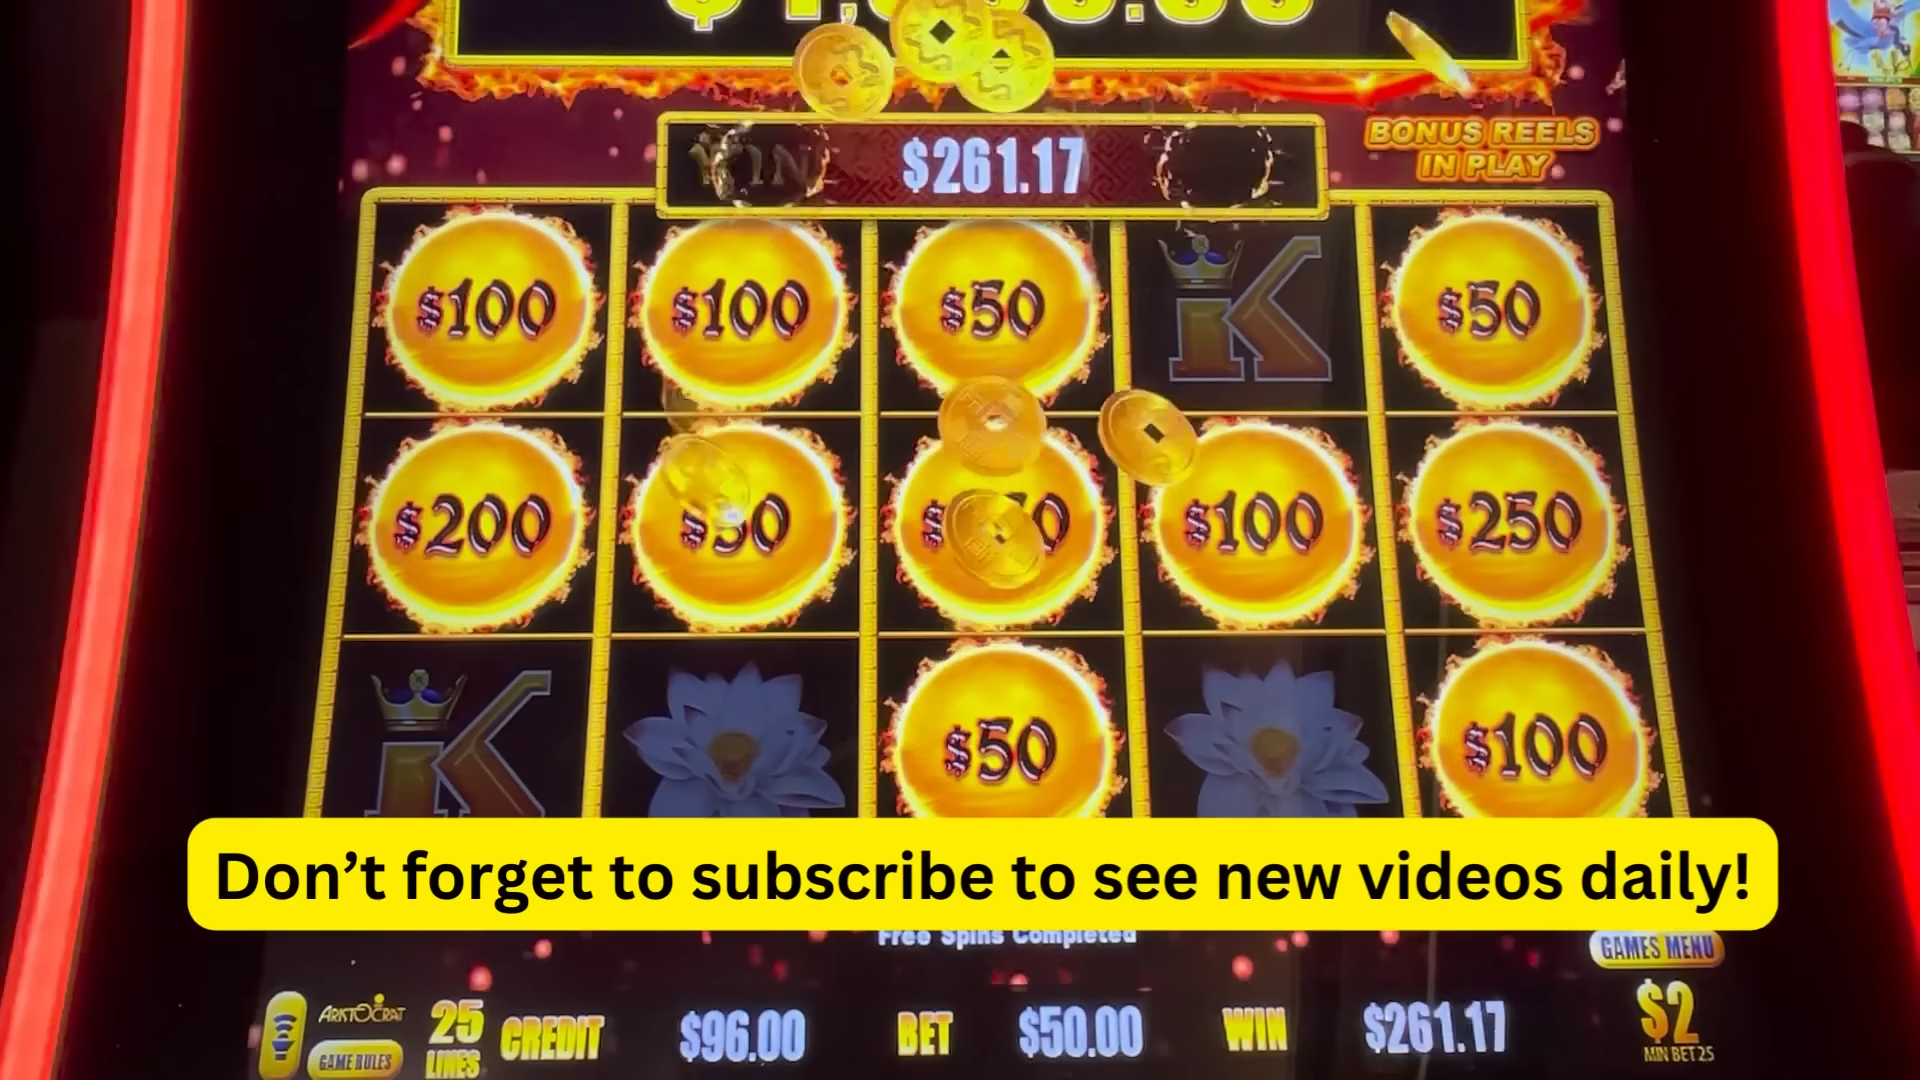 WIN $261.17
BONUS REELS
IN PLAY
$100 $100 $50 K $50
$200 $100 $250
K $50 $100
Don’t forget to subscribe to see new videos daily!
Free Spins Completed
GAMES MENU
ARISTOCRAT
GAME RULES
25
LINES
CREDIT $96.00 BET $50.00 WIN $261.17
$2
MIN BET 25